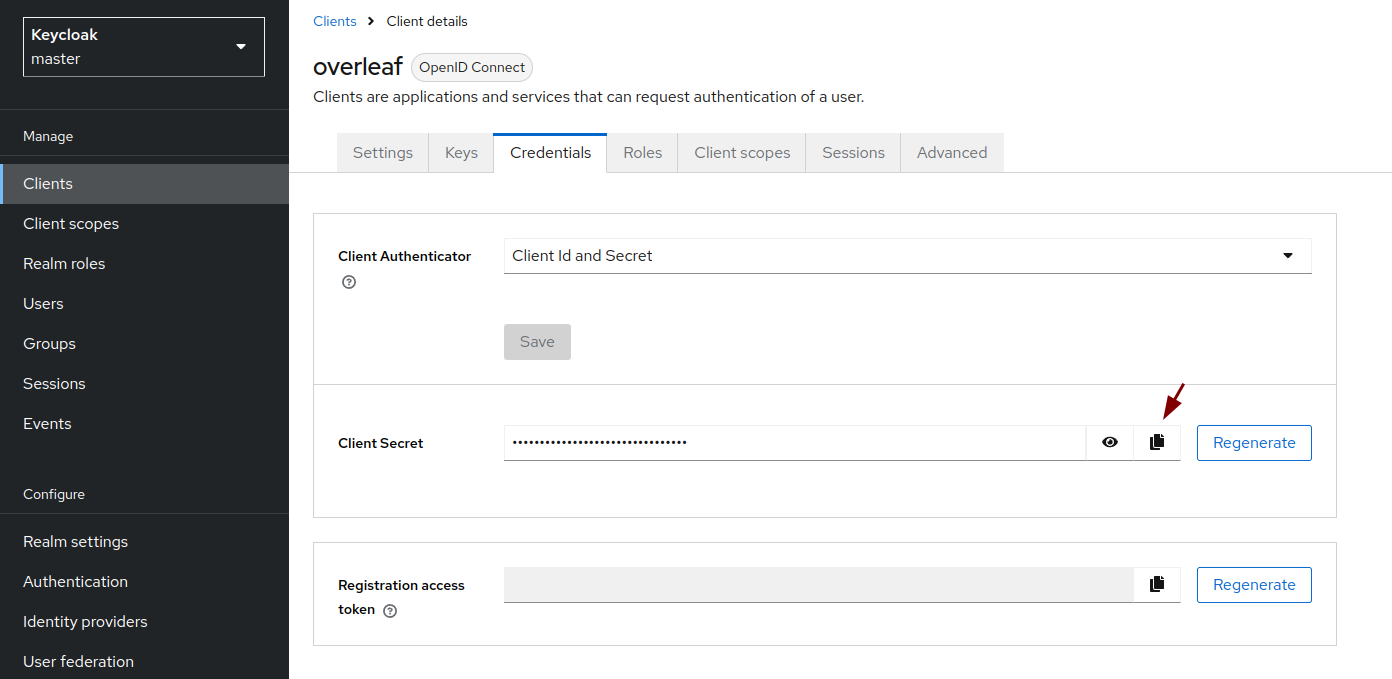 Keycloak
master
Manage
Clients
Client scopes
Realm roles
Users
Groups
Sessions
Events
Configure
Realm settings
Authentication
Identity providers
User federation
Clients > Client details
overleaf OpenID Connect
Clients are applications and services that can request authentication of a user.
Settings Keys Credentials Roles Client scopes Sessions Advanced
Client Authenticator Client Id and Secret
Save
Client Secret ••••••••••••••••••••••••••••••••  Regenerate
Registration access
token
Regenerate